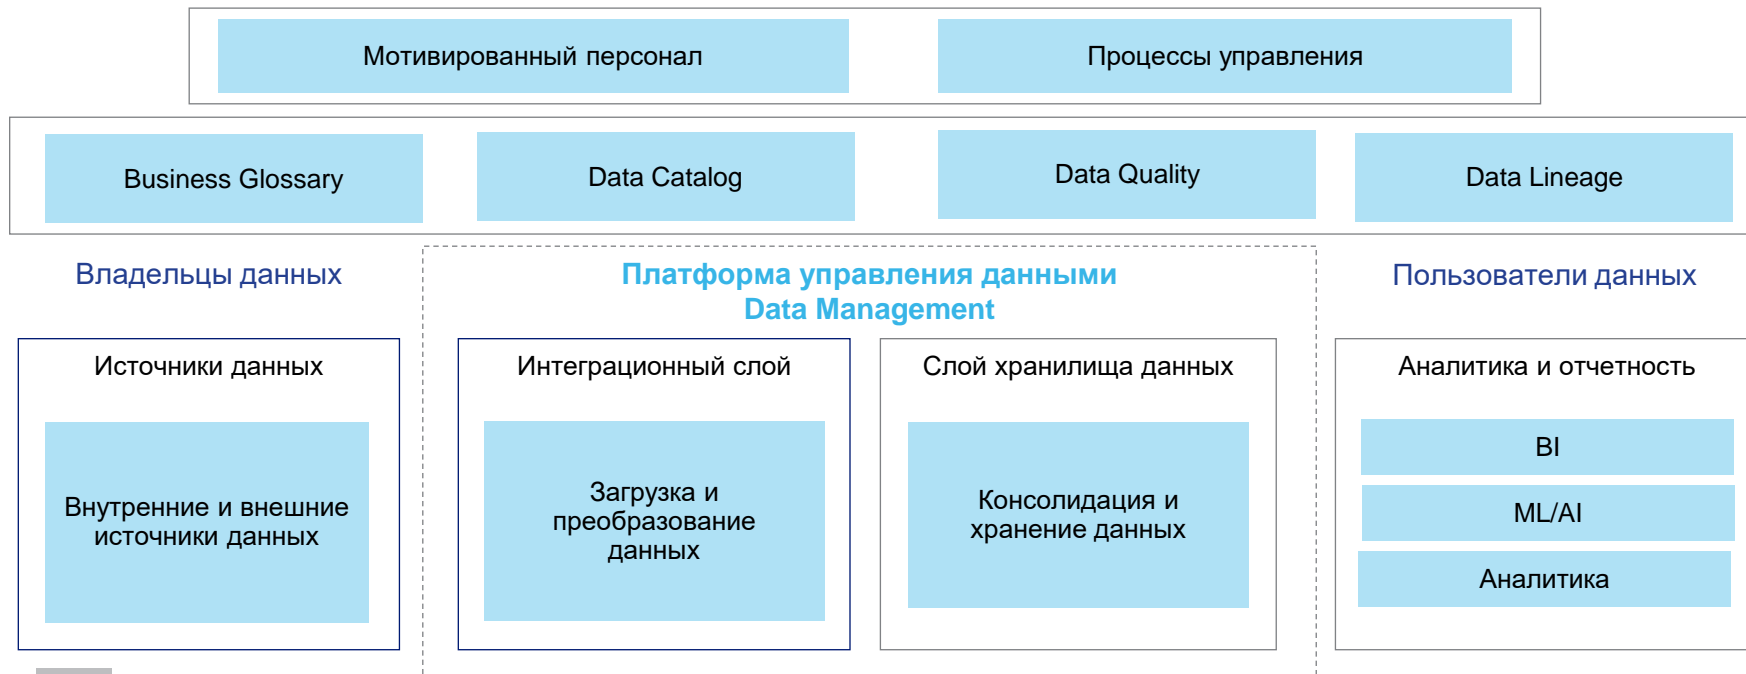 Мотивированный персонал
Процессы управления
Business Glossary
Data Catalog
Data Quality
Data Lineage
Владельцы данных
Платформа управления данными
Data Management
Пользователи данных
Источники данных
Внутренние и внешние
источники данных
Интеграционный слой
Загрузка и
преобразование
данных
Слой хранилища данных
Консолидация и
хранение данных
Аналитика и отчетность
BI
ML/AI
Аналитика